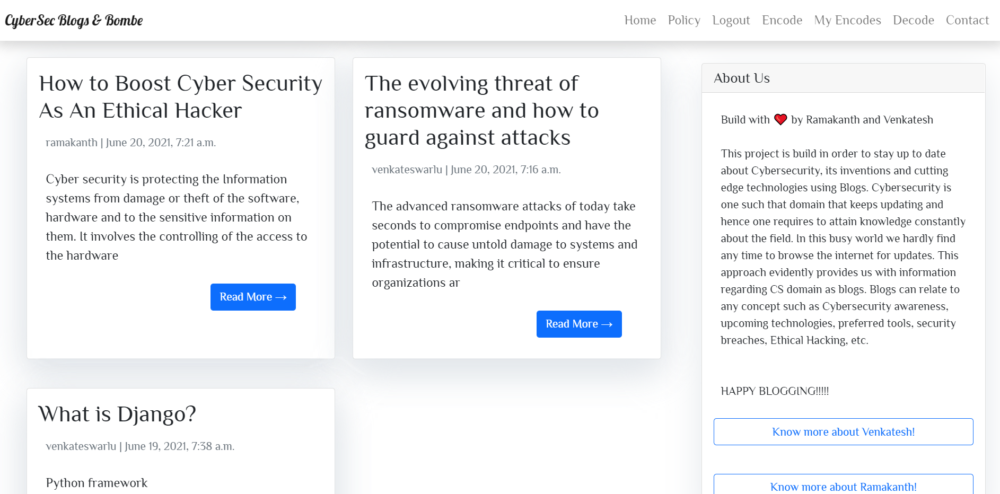 CyberSec Blogs & Bombe
Home Policy Logout Encode My Encodes Decode Contact
How to Boost Cyber Security
As An Ethical Hacker
ramakanth | June 20, 2021, 7:21 a.m.
Cyber security is protecting the Information
systems from damage or theft of the software,
hardware and to the sensitive information on
them. It involves the controlling of the access to
the hardware
Read More →
The evolving threat of
ransomware and how to
guard against attacks
venkateswarlu | June 20, 2021, 7:16 a.m.
The advanced ransomware attacks of today take
seconds to compromise endpoints and have the
potential to cause untold damage to systems and
infrastructure, making it critical to ensure
organizations ar
Read More →
What is Django?
venkateswarlu | June 19, 2021, 7:38 a.m.
Python framework
About Us
Build with ❤ by Ramakanth and Venkatesh
This project is build in order to stay up to date
about Cybersecurity, its inventions and cutting
edge technologies using Blogs. Cybersecurity is
one such that domain that keeps updating and
hence one requires to attain knowledge constantly
about the field. In this busy world we hardly find
any time to browse the internet for updates. This
approach evidently provides us with information
regarding CS domain as blogs. Blogs can relate to
any concept such as Cybersecurity awareness,
upcoming technologies, preferred tools, security
breaches, Ethical Hacking, etc.
HAPPY BLOGGING!!!!!
Know more about Venkatesh!
Know more about Ramakanth!